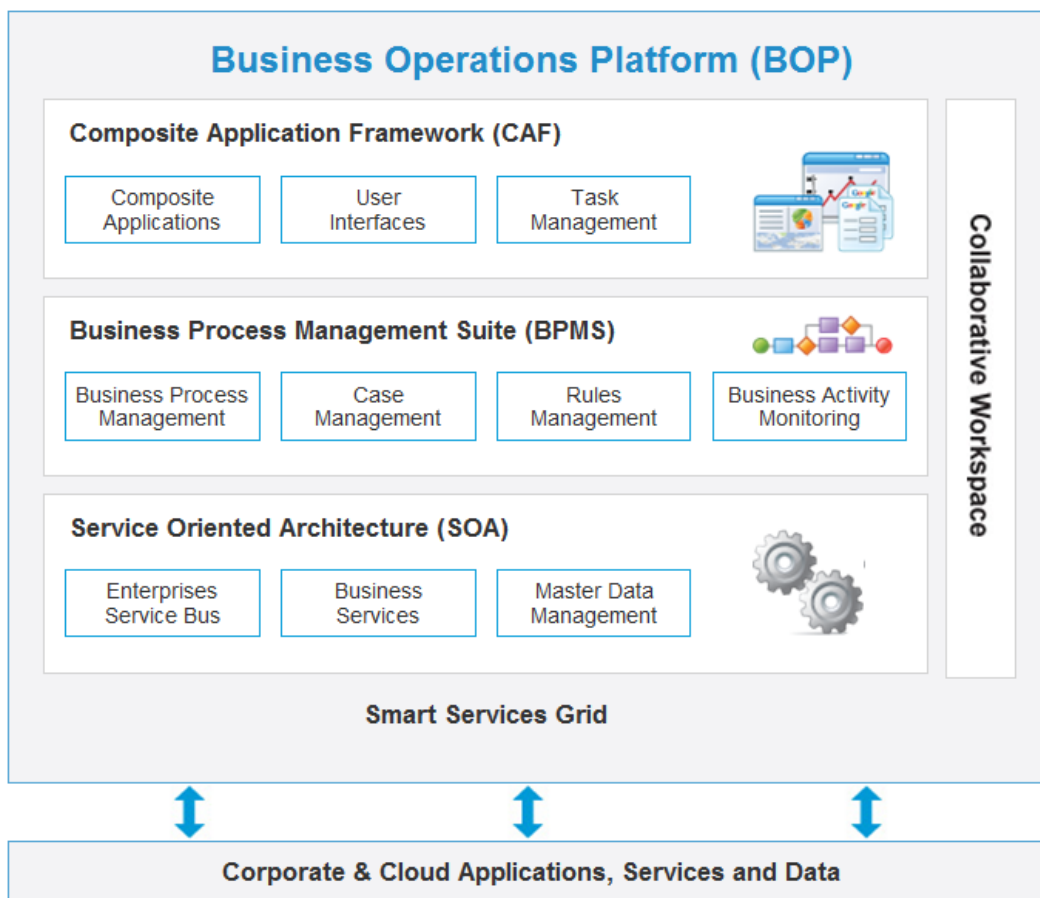 Business Operations Platform (BOP)
Composite Application Framework (CAF)
Composite
Applications
User
Interfaces
Task
Management
Google
Google
Business Process Management Suite (BPMS)
Business Process
Management
Case
Management
Rules
Management
Business Activity
Monitoring
Service Oriented Architecture (SOA)
Enterprises
Service Bus
Business
Services
Master Data
Management
Collaborative Workspace
Smart Services Grid
Corporate & Cloud Applications, Services and Data